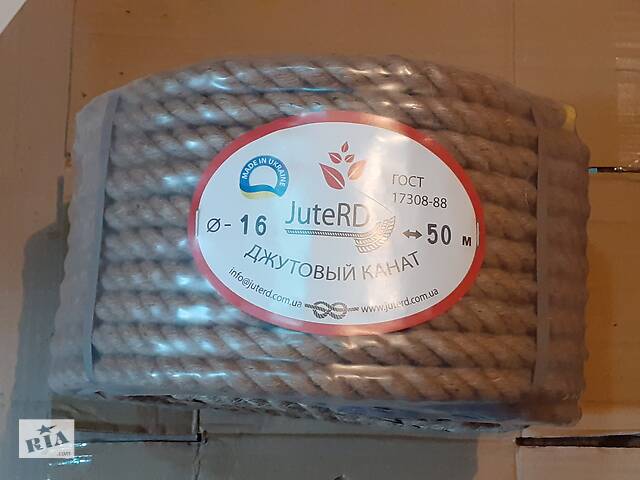 MADE IN UKRAINE
ГОСТ
17308-88
JuteRD
Ø-16
↔50 м
ДЖУТОВЫЙ КАНАТ
info@juterd.com.ua
www.juterd.com.ua
RIA
.com